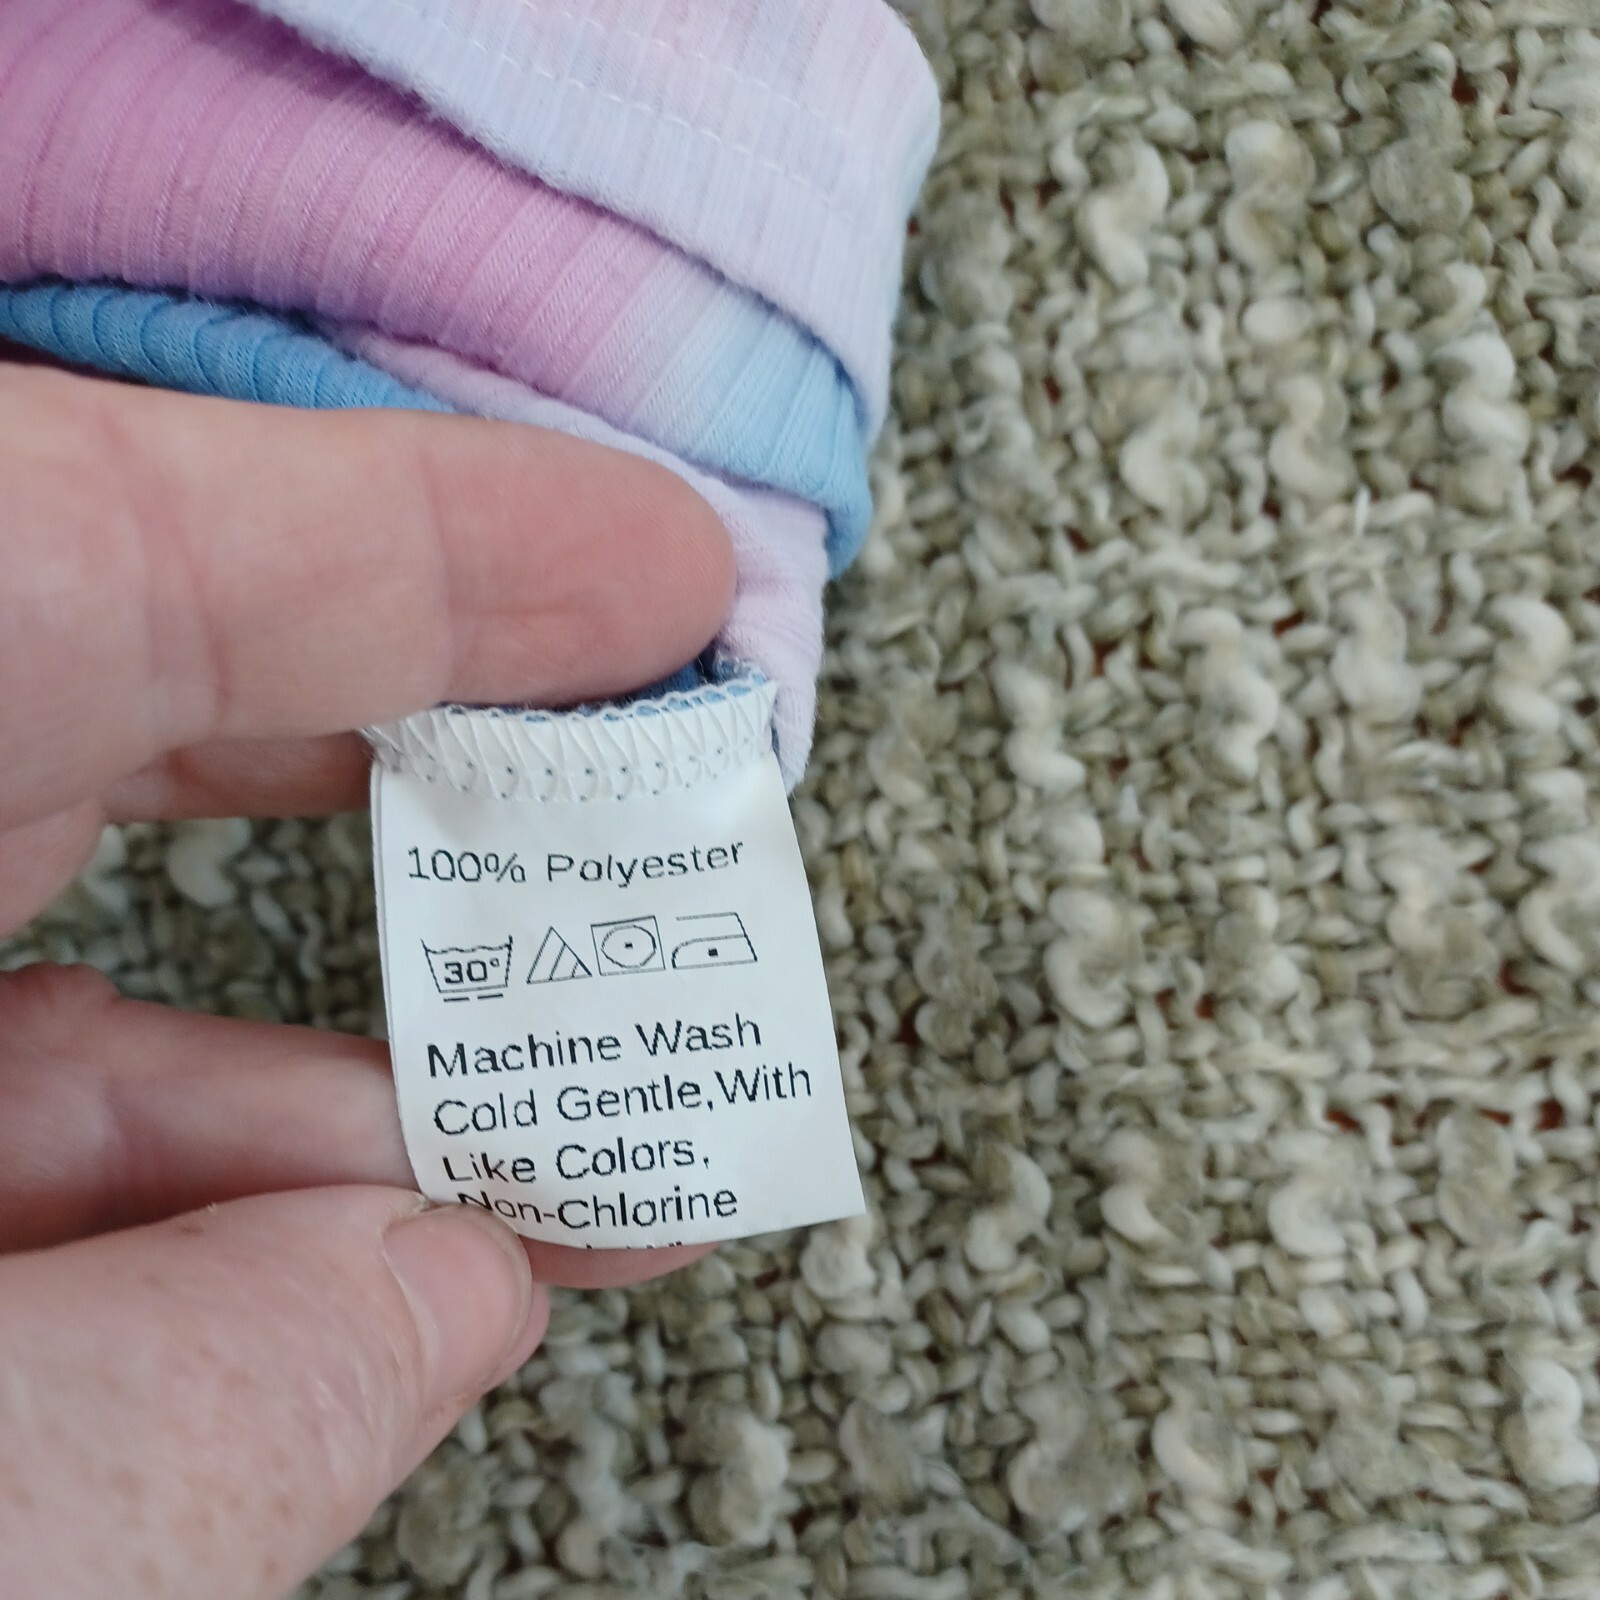 100% Polyester
30°
Machine Wash
Cold Gentle,With
Like Colors,
Non-Chlorine